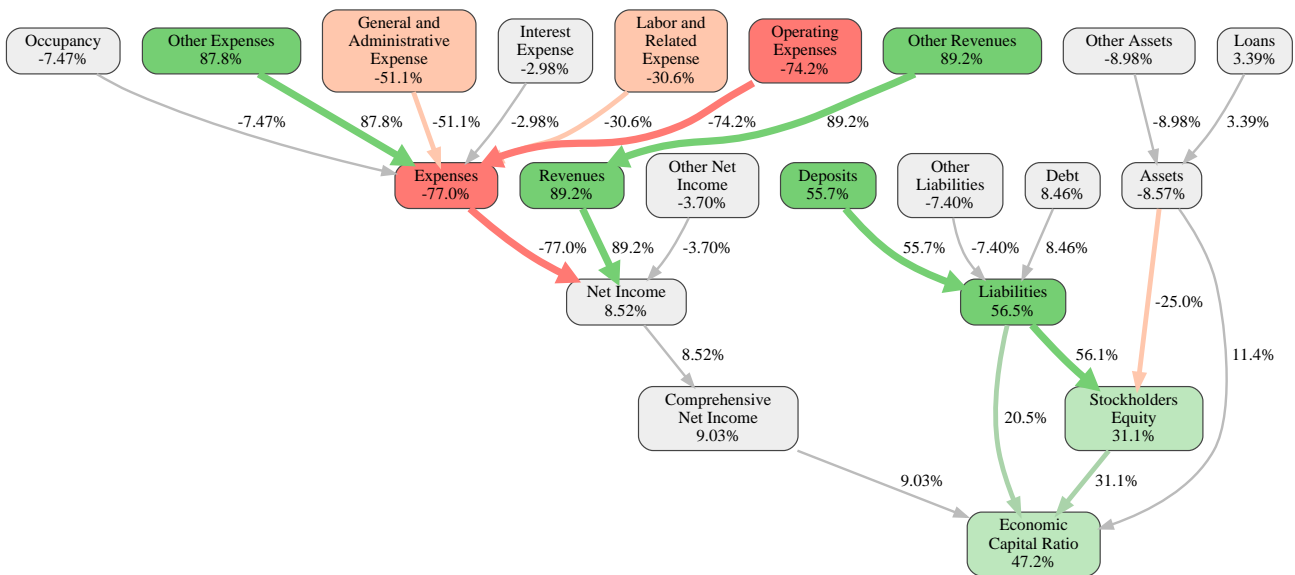 Occupancy
-7.47%
Other Expenses
87.8%
General and
Administrative
Expense
-51.1%
Interest
Expense
-2.98%
Labor and
Related
Expense
-30.6%
Operating
Expenses
-74.2%
Other Revenues
89.2%
Other Assets
-8.98%
Loans
3.39%
-7.47%
87.8%
-51.1%
-2.98%
-30.6%
-74.2%
89.2%
-8.98%
3.39%
Expenses
-77.0%
Revenues
89.2%
Other Net
Income
-3.70%
Deposits
55.7%
Other
Liabilities
-7.40%
Debt
8.46%
Assets
-8.57%
-77.0%
89.2%
-3.70%
55.7%
-7.40%
8.46%
Net Income
8.52%
Liabilities
56.5%
-25.0%
8.52%
56.1%
11.4%
Comprehensive
Net Income
9.03%
20.5%
Stockholders
Equity
31.1%
9.03%
31.1%
Economic
Capital Ratio
47.2%